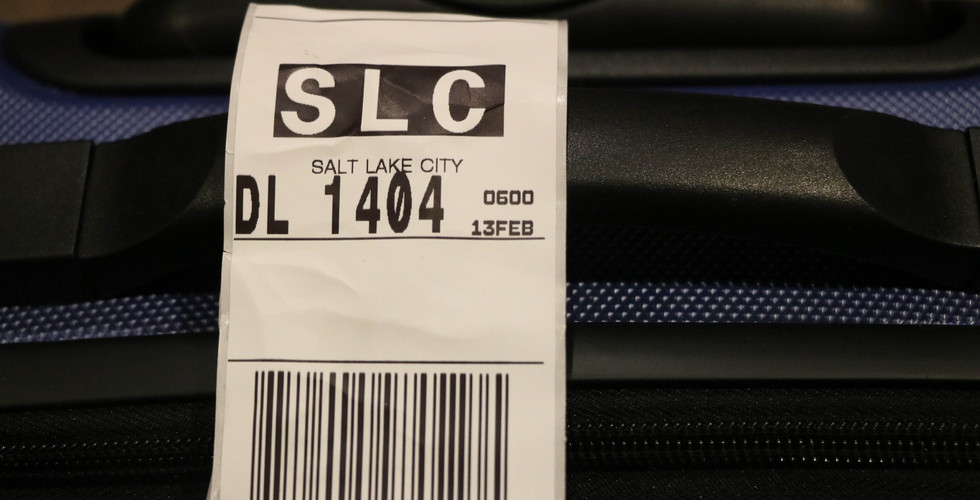 SLC
SALT LAKE CITY
DL 1404 0600
13FEB